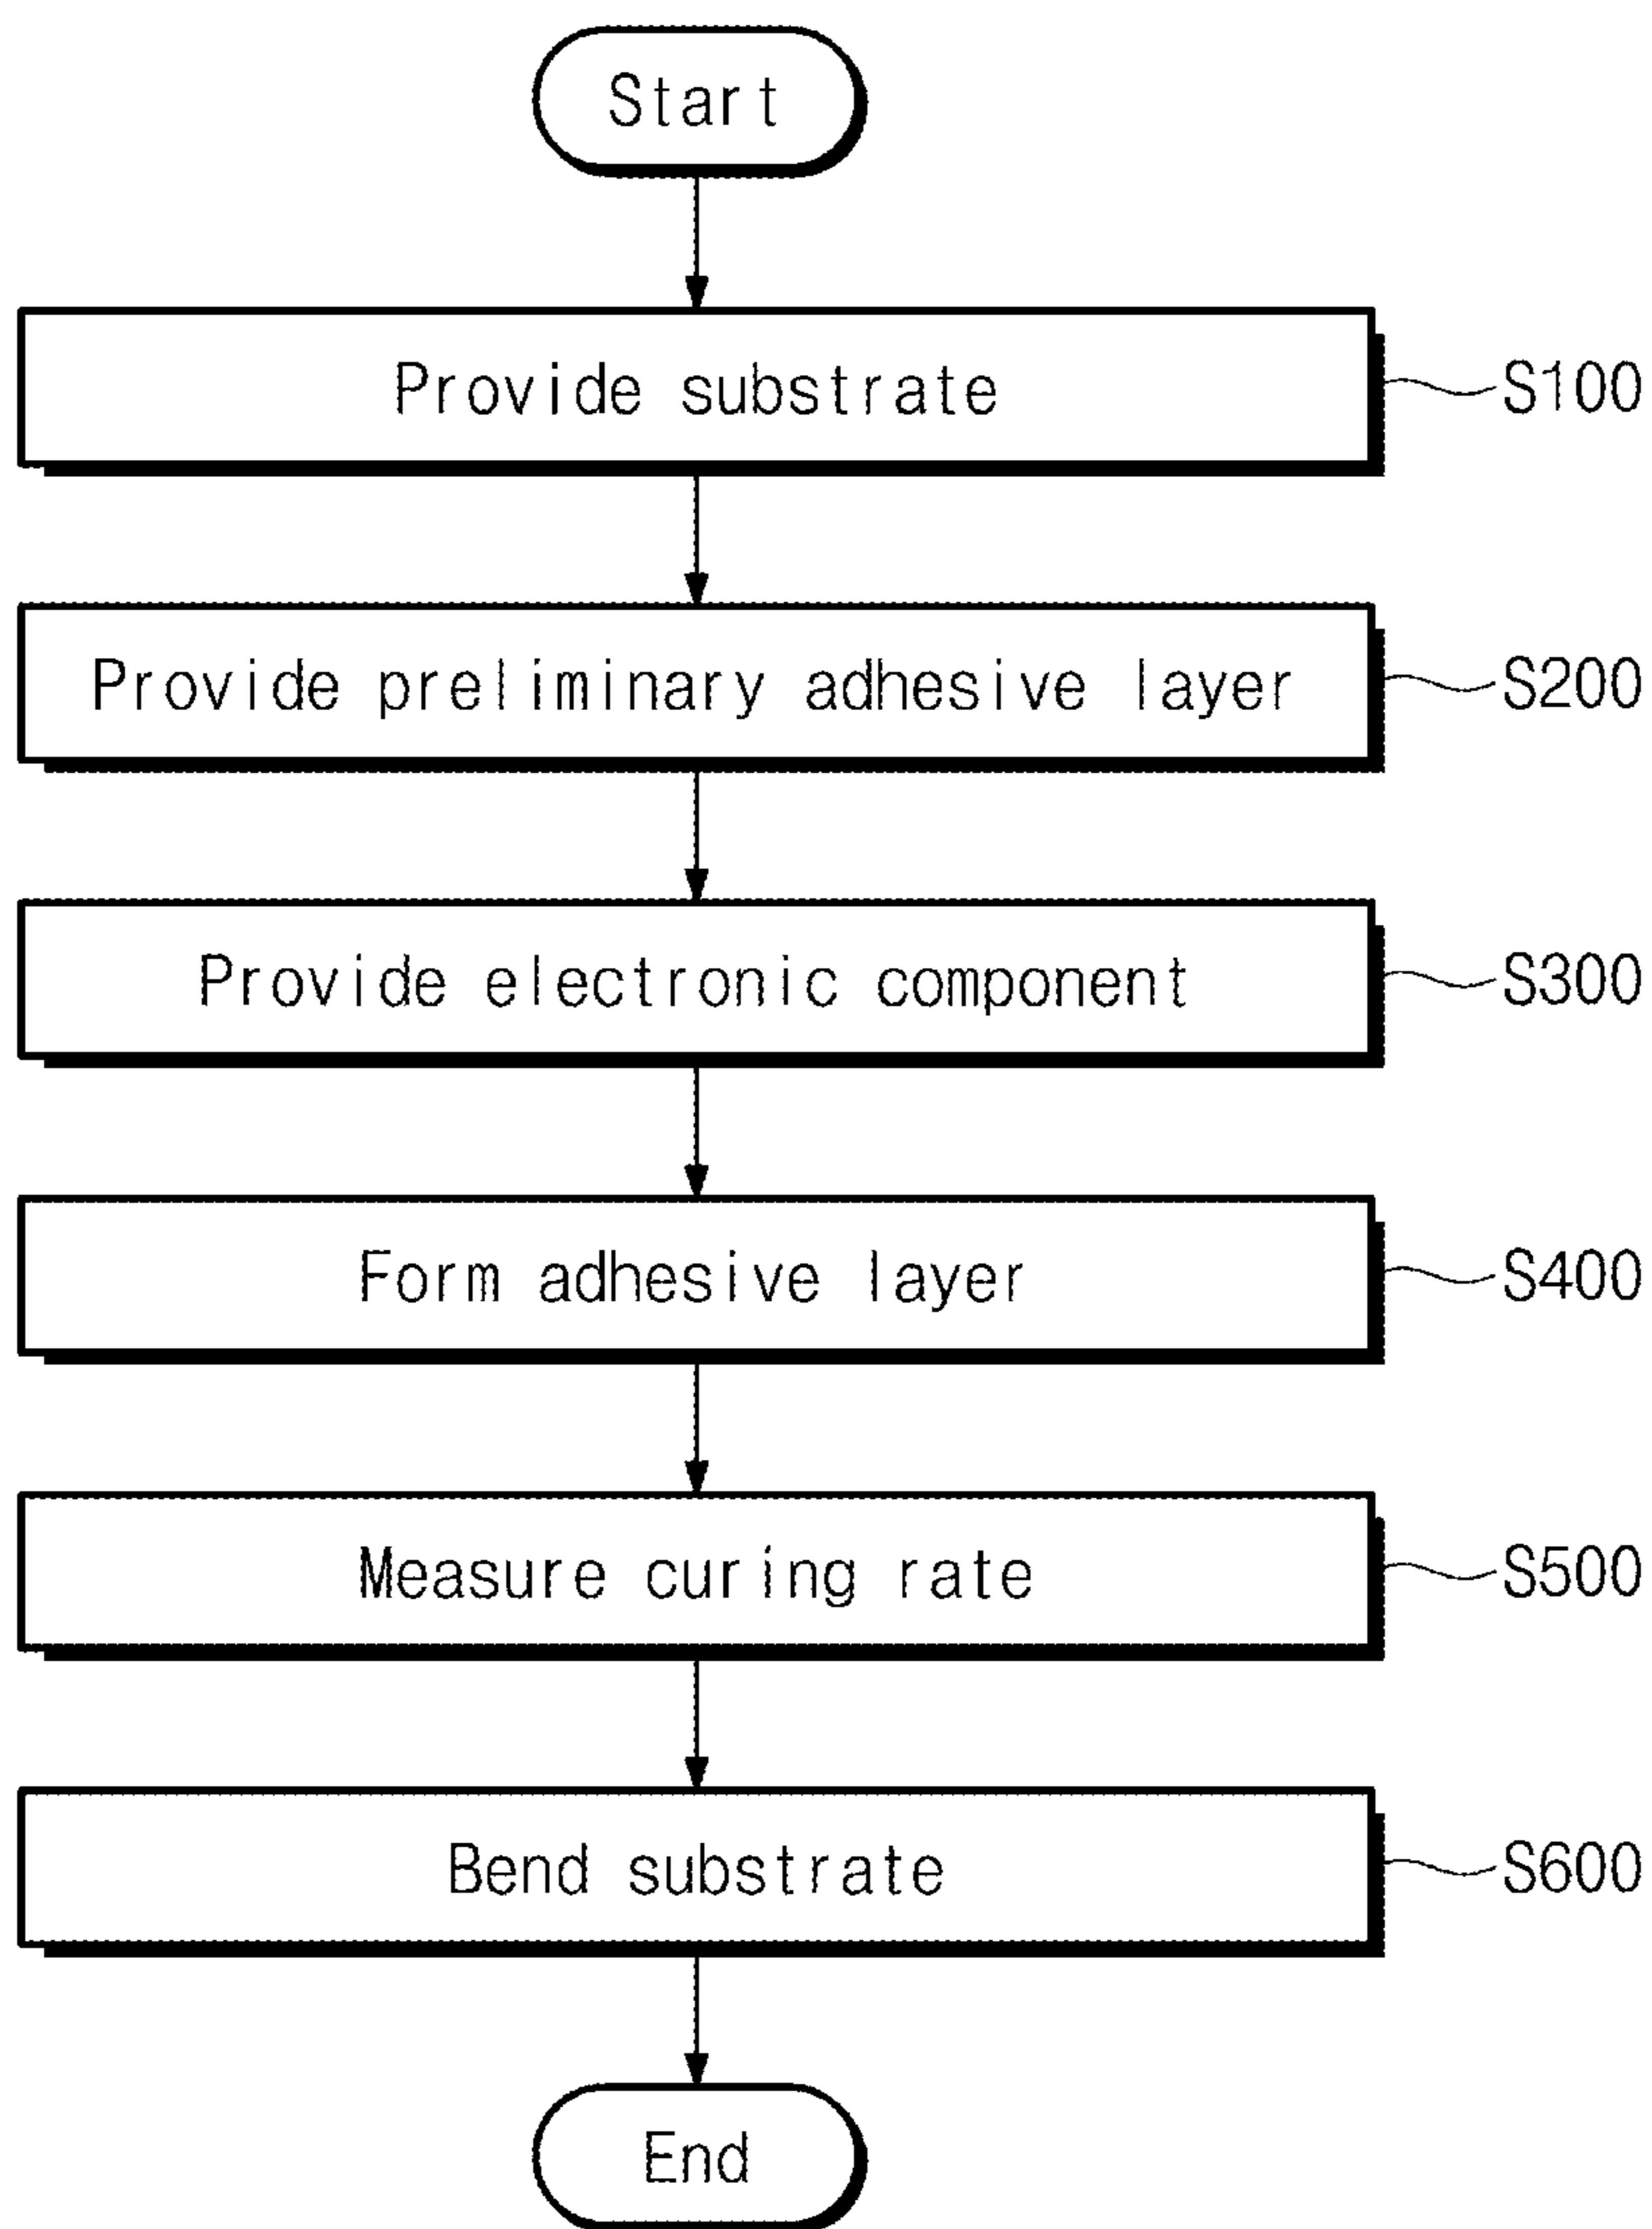 Start
Provide substrate
S100
Provide preliminary adhesive layer
S200
Provide electronic component
S300
Form adhesive layer
S400
Measure curing rate
S500
Bend substrate
S600
End